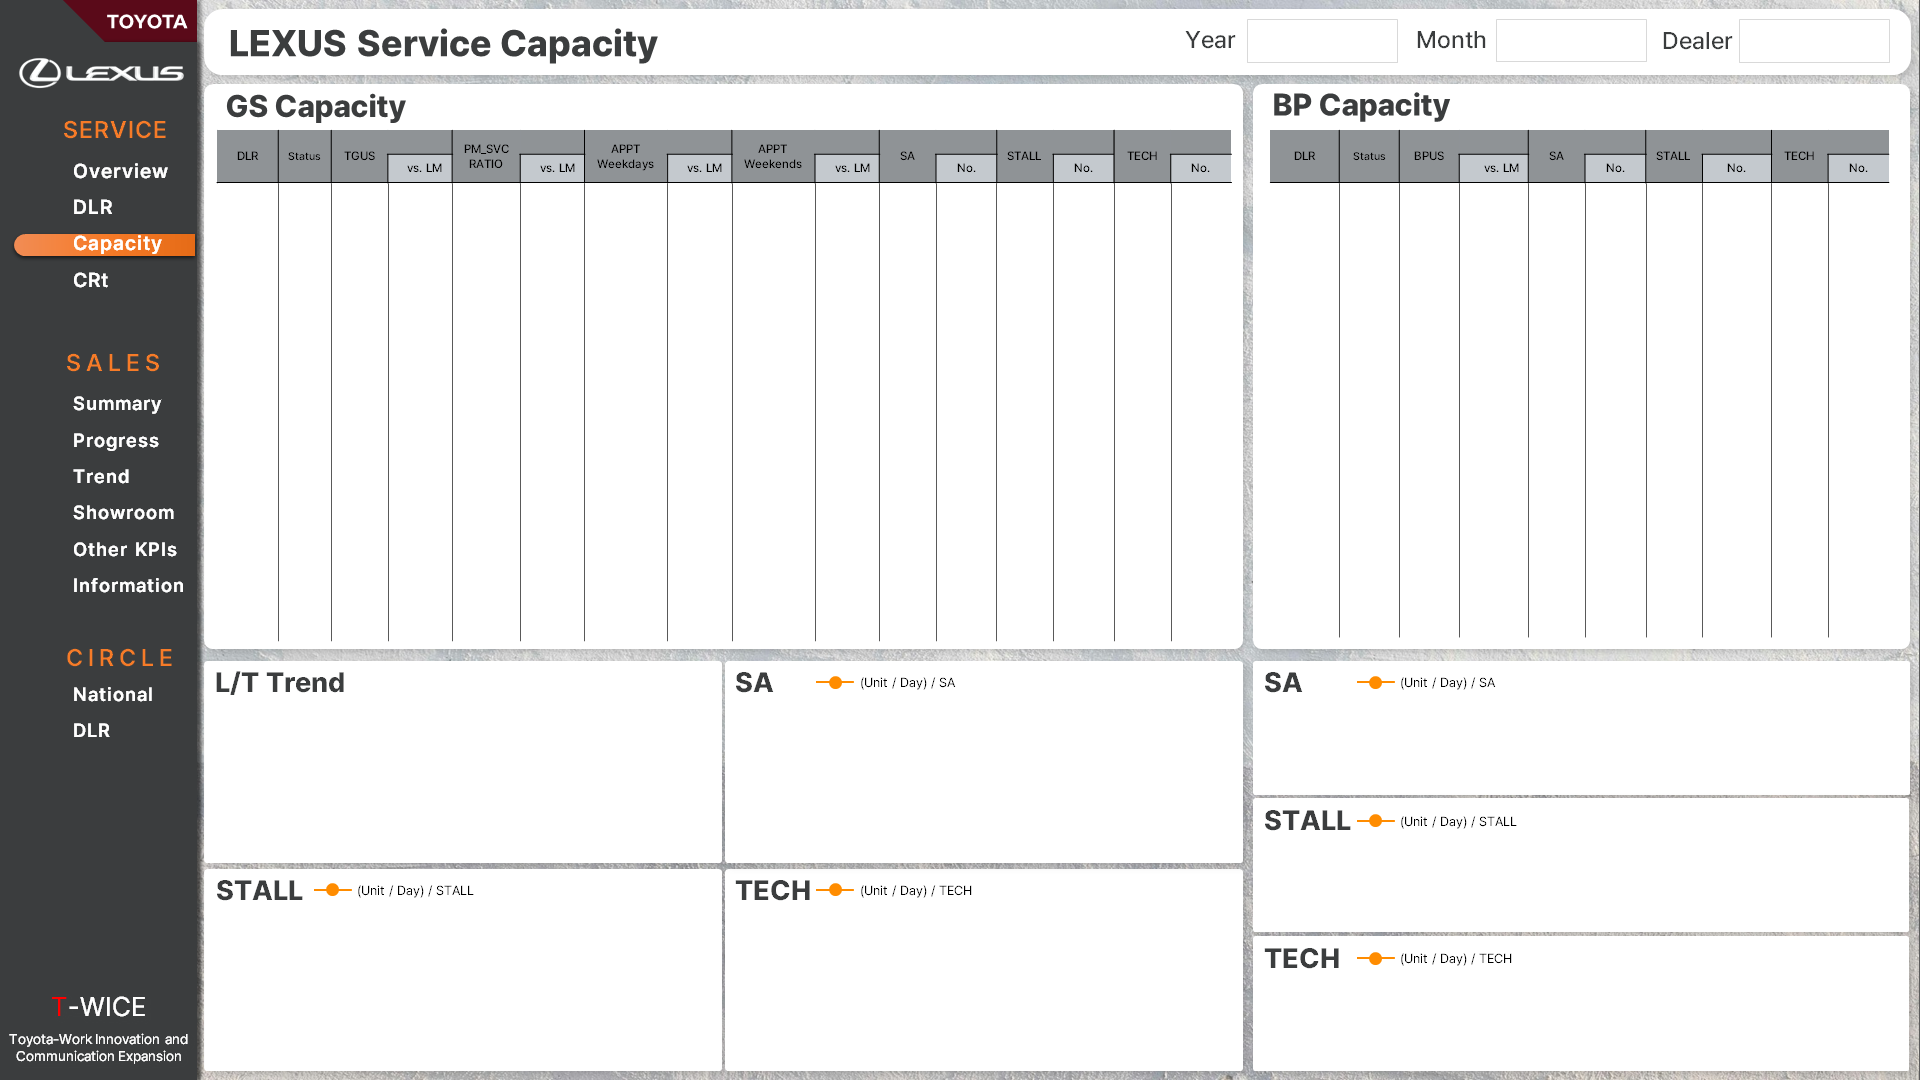 TOYOTA
LEXUS
SERVICE
Overview
DLR
Capacity
CRt
SALES
Summary
Progress
Trend
Showroom
Other KPIs
Information
CIRCLE
National
DLR
T-WICE
Toyota-Work Innovation and
Communication Expansion
LEXUS Service Capacity
Year
Month
Dealer
GS Capacity
DLR
Status
TGUS
vs. LM
PM_SVC
RATIO
vs. LM
APPT
Weekdays
vs. LM
APPT
Weekends
vs. LM
SA
No.
STALL
No.
TECH
No.
BP Capacity
DLR
Status
BPUS
vs. LM
SA
No.
STALL
No.
TECH
No.
L/T Trend
SA
(Unit / Day) / SA
STALL
(Unit / Day) / STALL
TECH
(Unit / Day) / TECH
SA
(Unit / Day) / SA
STALL
(Unit / Day) / STALL
TECH
(Unit / Day) / TECH